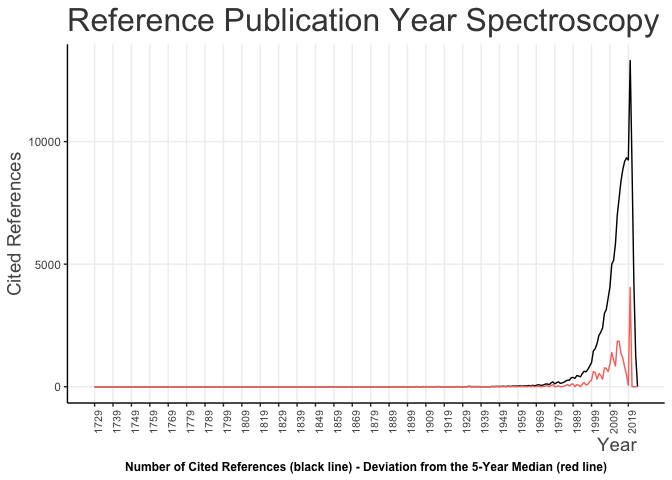 Reference Publication Year Spectroscopy
Cited References
10000
5000
0
1729 1739 1749 1759 1769 1779 1789 1799 1809 1819 1829 1839 1849 1859 1869 1879 1889 1899 1909 1919 1929 1939 1949 1959 1969 1979 1989 1999 2009 2019
Year
Number of Cited References (black line) - Deviation from the 5-Year Median (red line)